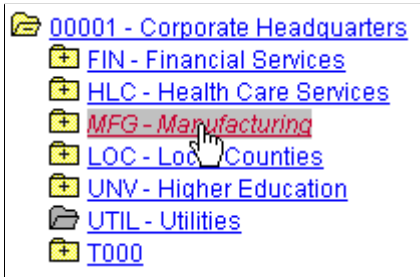 00001 - Corporate Headquarters
FIN - Financial Services
HLC - Health Care Services
MFG - Manufacturing
LOC - Local Counties
UNV - Higher Education
UTIL - Utilities
T000